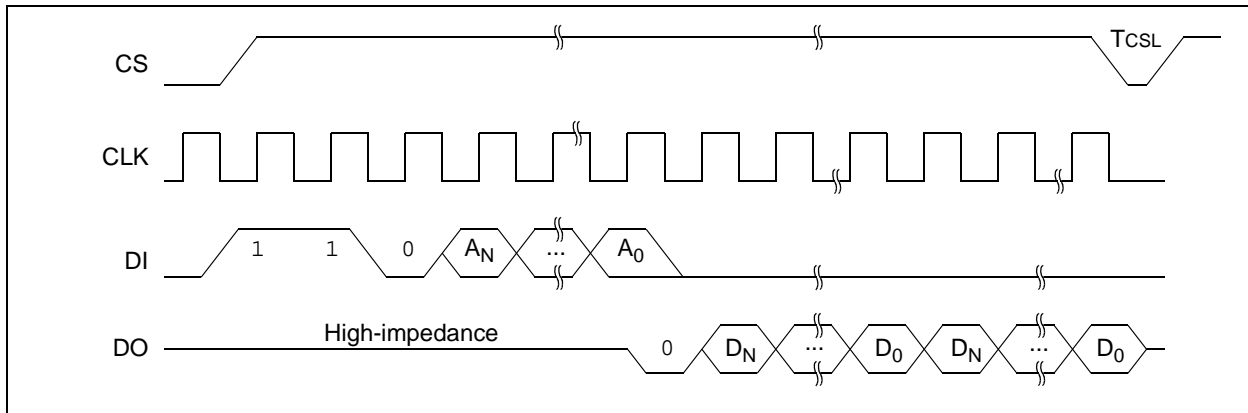 CS TCSL
CLK
DI 1 1 0 AN ... A0
High-impedance
DO 0 DN ... D0 DN ... D0